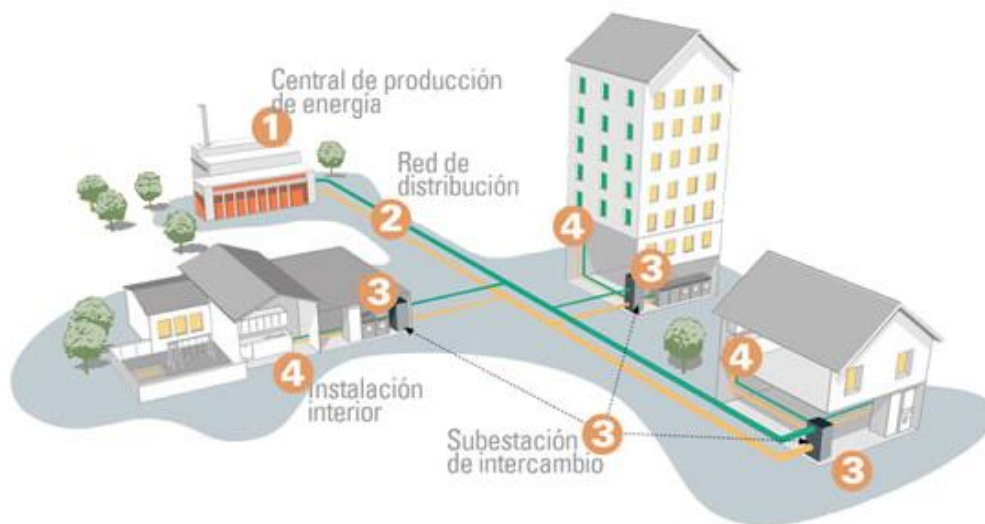 Central de producción
de energía
1
Red de
distribución
2
4
3
3
4
Instalación
interior
4
Subestación
de intercambio
3
3